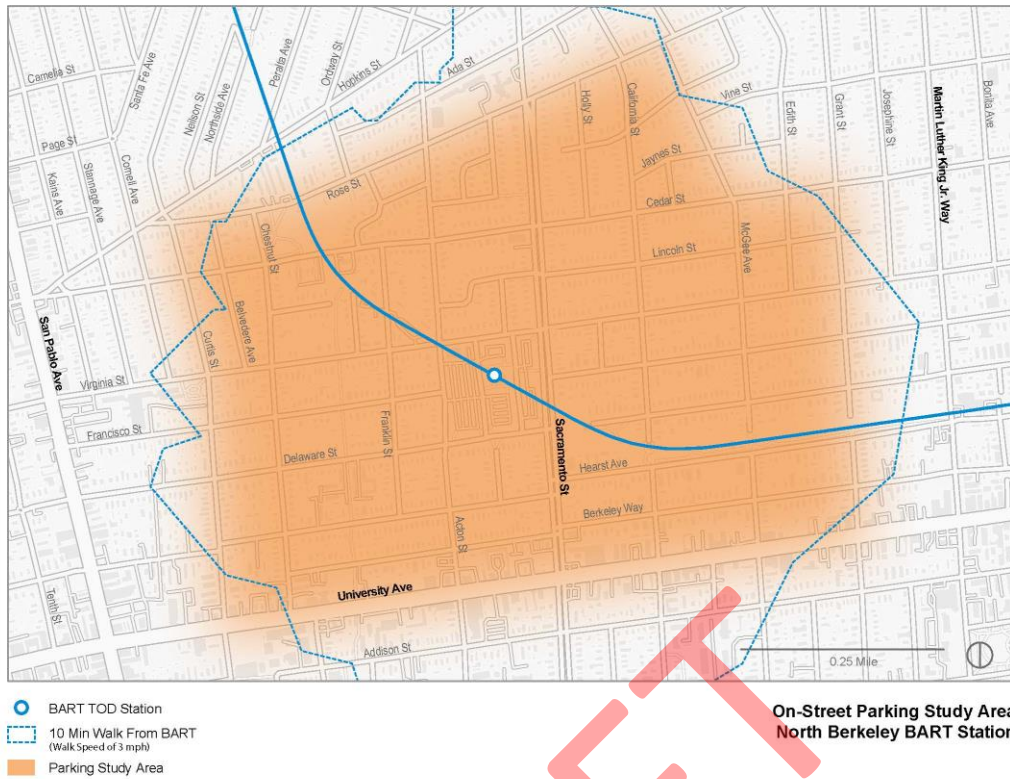 Camelia St
Santa Fe Ave
Neilson St
Northside Ave
Peralta Ave
Ordway St
Hopkins St
Ada St
Holly St
California St
Vine St
Edith St
Grant St
Josephine St
Martin Luther King Jr. Way
Bonita Ave
Page St
Kains Ave
Stannage Ave
Cornell Ave
Rose St
Jaynes St
Cedar St
Chestnut St
McGee Ave
Lincoln St
Belvedere Ave
San Pablo Ave
Curtis St
Virginia St
Francisco St
Franklin St
Sacramento St
Delaware St
Hearst Ave
Berkeley Way
Acton St
University Ave
Tenth St
Addison St
0.25 Mile
BART TOD Station
10 Min Walk From BART
(Walk Speed of 3 mph)
Parking Study Area
On-Street Parking Study Area
North Berkeley BART Station